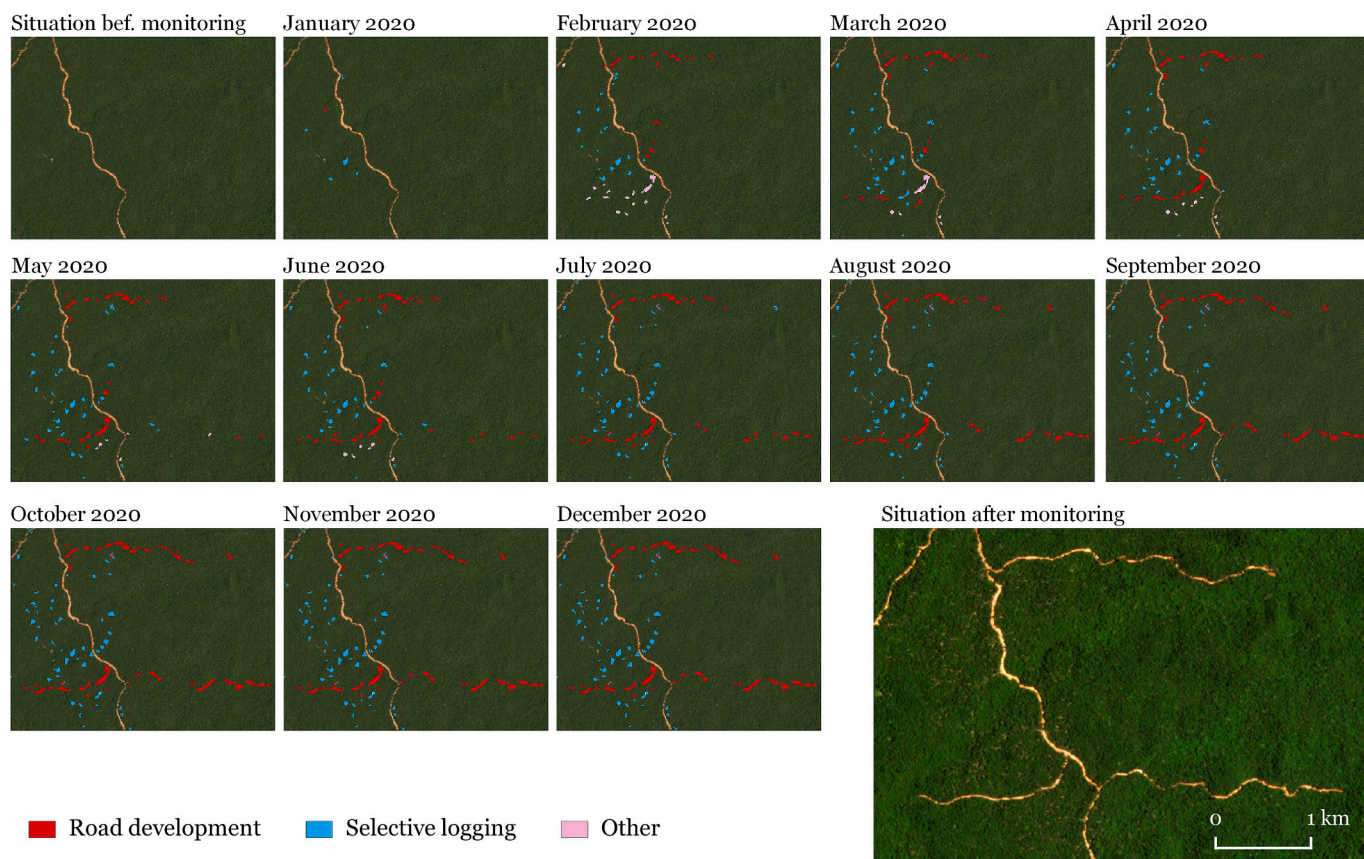 Situation bef. monitoring
January 2020
February 2020
March 2020
April 2020
May 2020
June 2020
July 2020
August 2020
September 2020
October 2020
November 2020
December 2020
Situation after monitoring
Road development
Selective logging
Other
0 1 km